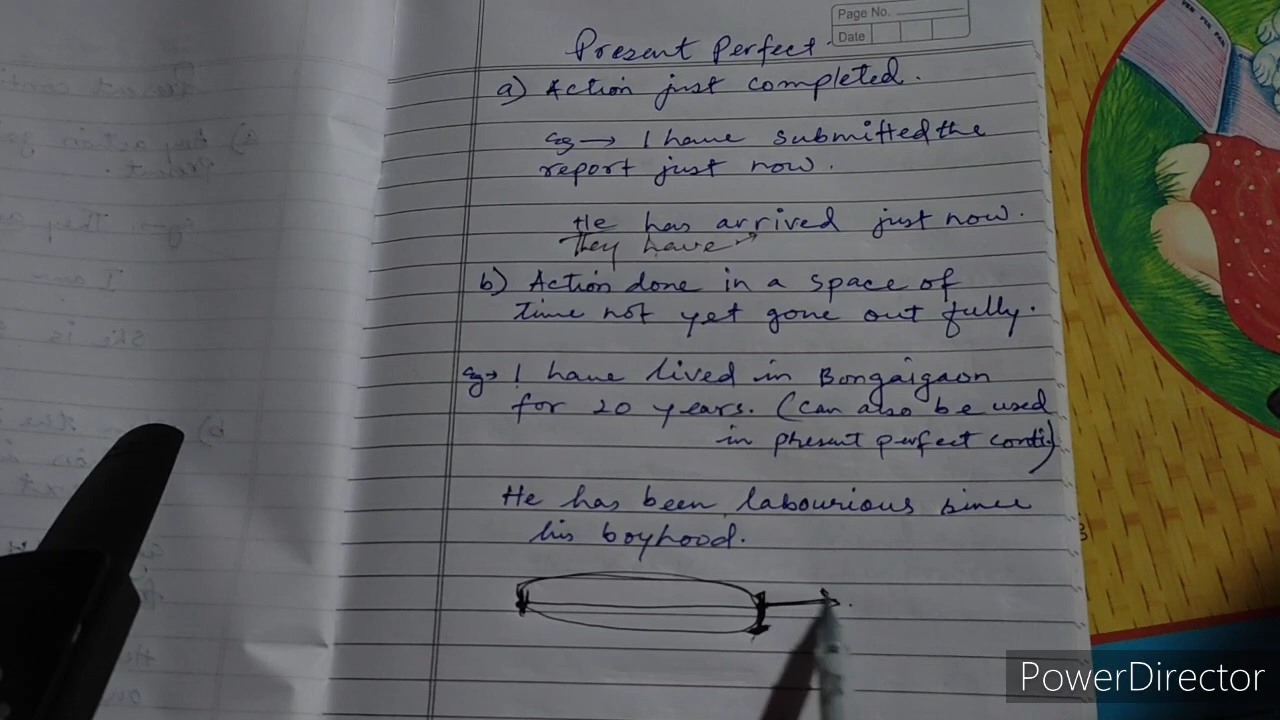 Page No.
Date
Present Perfect.
a) Action just completed.
eg → I have submitted the
report just now.
He has arrived just now.
They have
b) Action done in a space of
time not yet gone out fully.
eg → I have lived in Bongaigaon
for 20 years. (can also be used
in present perfect conti)
He has been labourious since
his boyhood.
PowerDirector